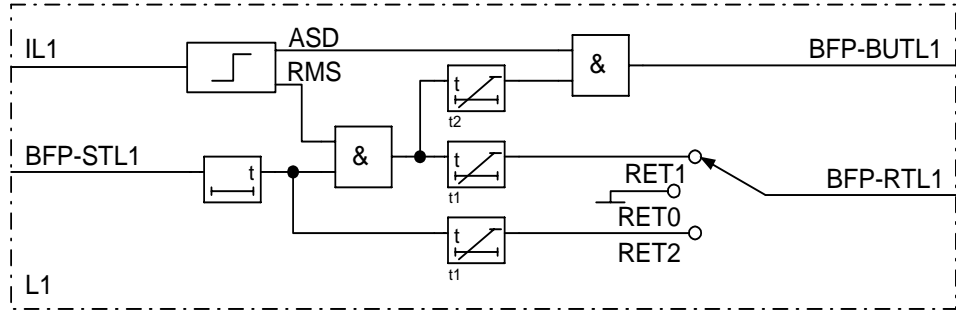 IL1
ASD
RMS
BFP-BUTL1
&
t
t2
BFP-STL1
&
t
t
t1
RET1
BFP-RTL1
RET0
t
t1
RET2
L1